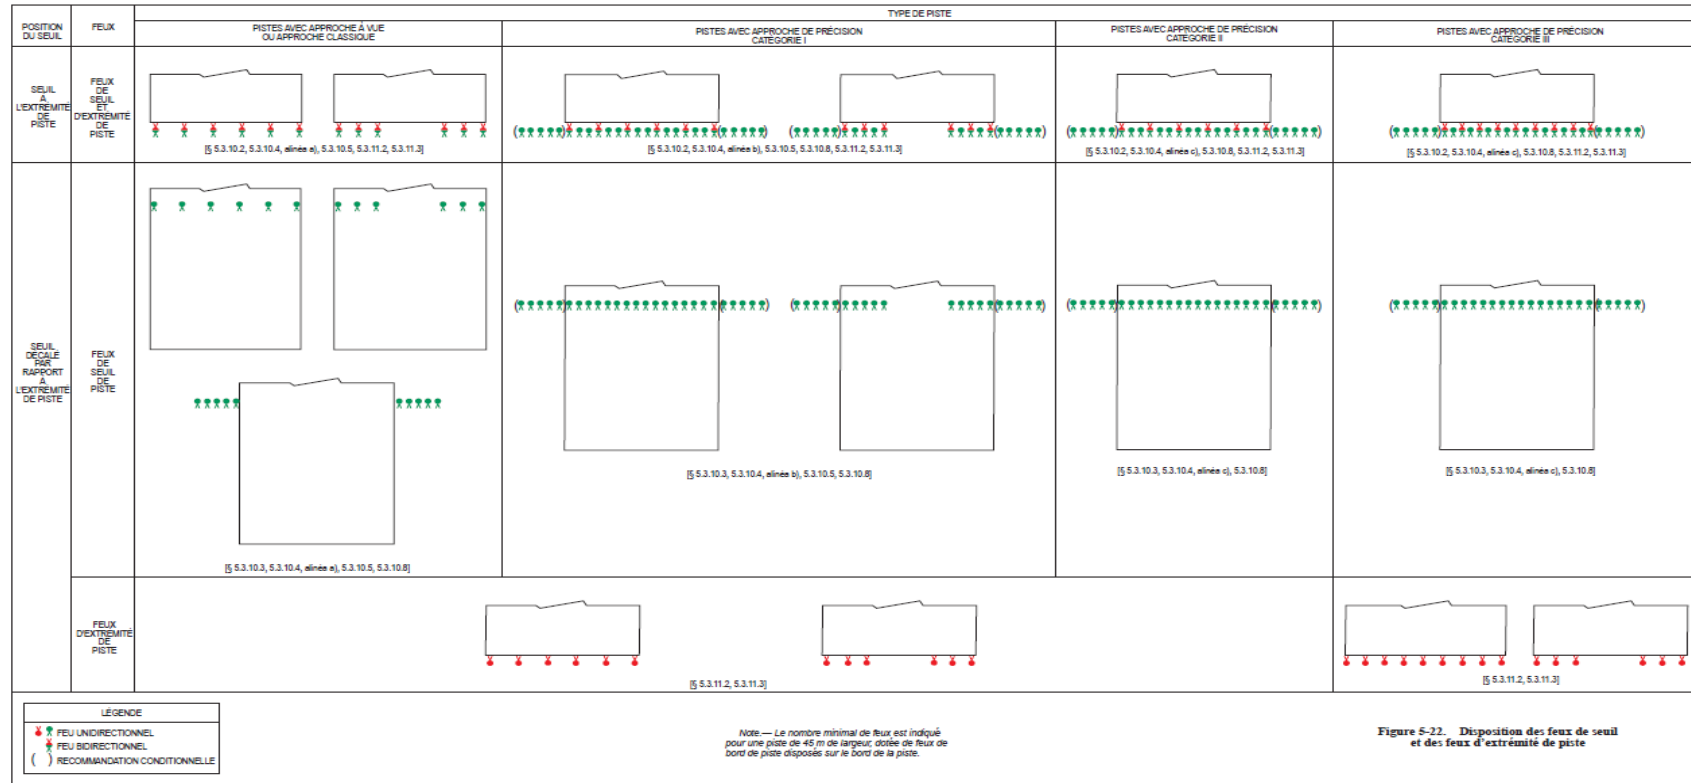 TYPE DE PISTE
POSITION
DU SEUIL
FEUX
PISTES AVEC APPROCHE À VUE
OU APPROCHE CLASSIQUE
PISTES AVEC APPROCHE DE PRÉCISION
CATÉGORIE I
PISTES AVEC APPROCHE DE PRÉCISION
CATÉGORIE II
PISTES AVEC APPROCHE DE PRÉCISION
CATÉGORIE III
SEUIL
À
L'EXTRÉMITÉ
DE
PISTE
FEUX
DE
SEUIL
ET
D'EXTRÉMITÉ
DE
PISTE
[§ 5.3.10.2, 5.3.10.4, alinéa a), 5.3.10.5, 5.3.11.2, 5.3.11.3]
[§ 5.3.10.2, 5.3.10.4, alinéa b), 5.3.10.5, 5.3.10.8, 5.3.11.2, 5.3.11.3]
[§ 5.3.10.2, 5.3.10.4, alinéa c), 5.3.10.8, 5.3.11.2, 5.3.11.3]
[§ 5.3.10.2, 5.3.10.4, alinéa c), 5.3.10.8, 5.3.11.2, 5.3.11.3]
SEUIL
DÉCALÉ
PAR
RAPPORT
À
L'EXTRÉMITÉ
DE PISTE
FEUX
DE
SEUIL
DE
PISTE
[§ 5.3.10.3, 5.3.10.4, alinéa a), 5.3.10.5, 5.3.10.8]
[§ 5.3.10.3, 5.3.10.4, alinéa b), 5.3.10.5, 5.3.10.8]
[§ 5.3.10.3, 5.3.10.4, alinéa c), 5.3.10.8]
[§ 5.3.10.3, 5.3.10.4, alinéa c), 5.3.10.8]
FEUX
D'EXTRÉMITÉ
DE
PISTE
[§ 5.3.11.2, 5.3.11.3]
[§ 5.3.11.2, 5.3.11.3]
LÉGENDE
FEU UNIDIRECTIONNEL
FEU BIDIRECTIONNEL
( ) RECOMMANDATION CONDITIONNELLE
Note.— Le nombre minimal de feux est indiqué
pour une piste de 45 m de largeur, dotée de feux de
bord de piste disposés sur le bord de la piste.
Figure 5-22. Disposition des feux de seuil
et des feux d'extrémité de piste